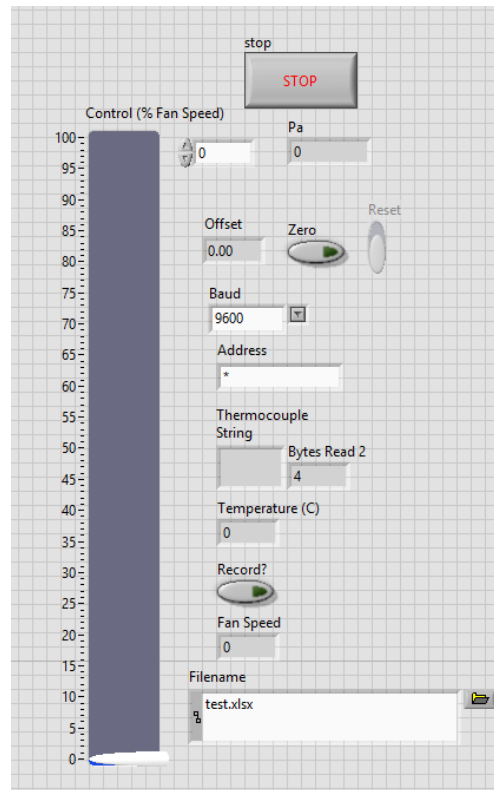 stop
STOP
Control (% Fan Speed)
Pa
100
0
0
95
90
Reset
85
Offset
Zero
0.00
80
75
Baud
70
9600
65
Address
60
*
55
Thermocouple
String
50
Bytes Read 2
45
4
40
Temperature (C)
35
0
30
Record?
25
20
Fan Speed
0
15
Filename
10
test.xlsx
5
0